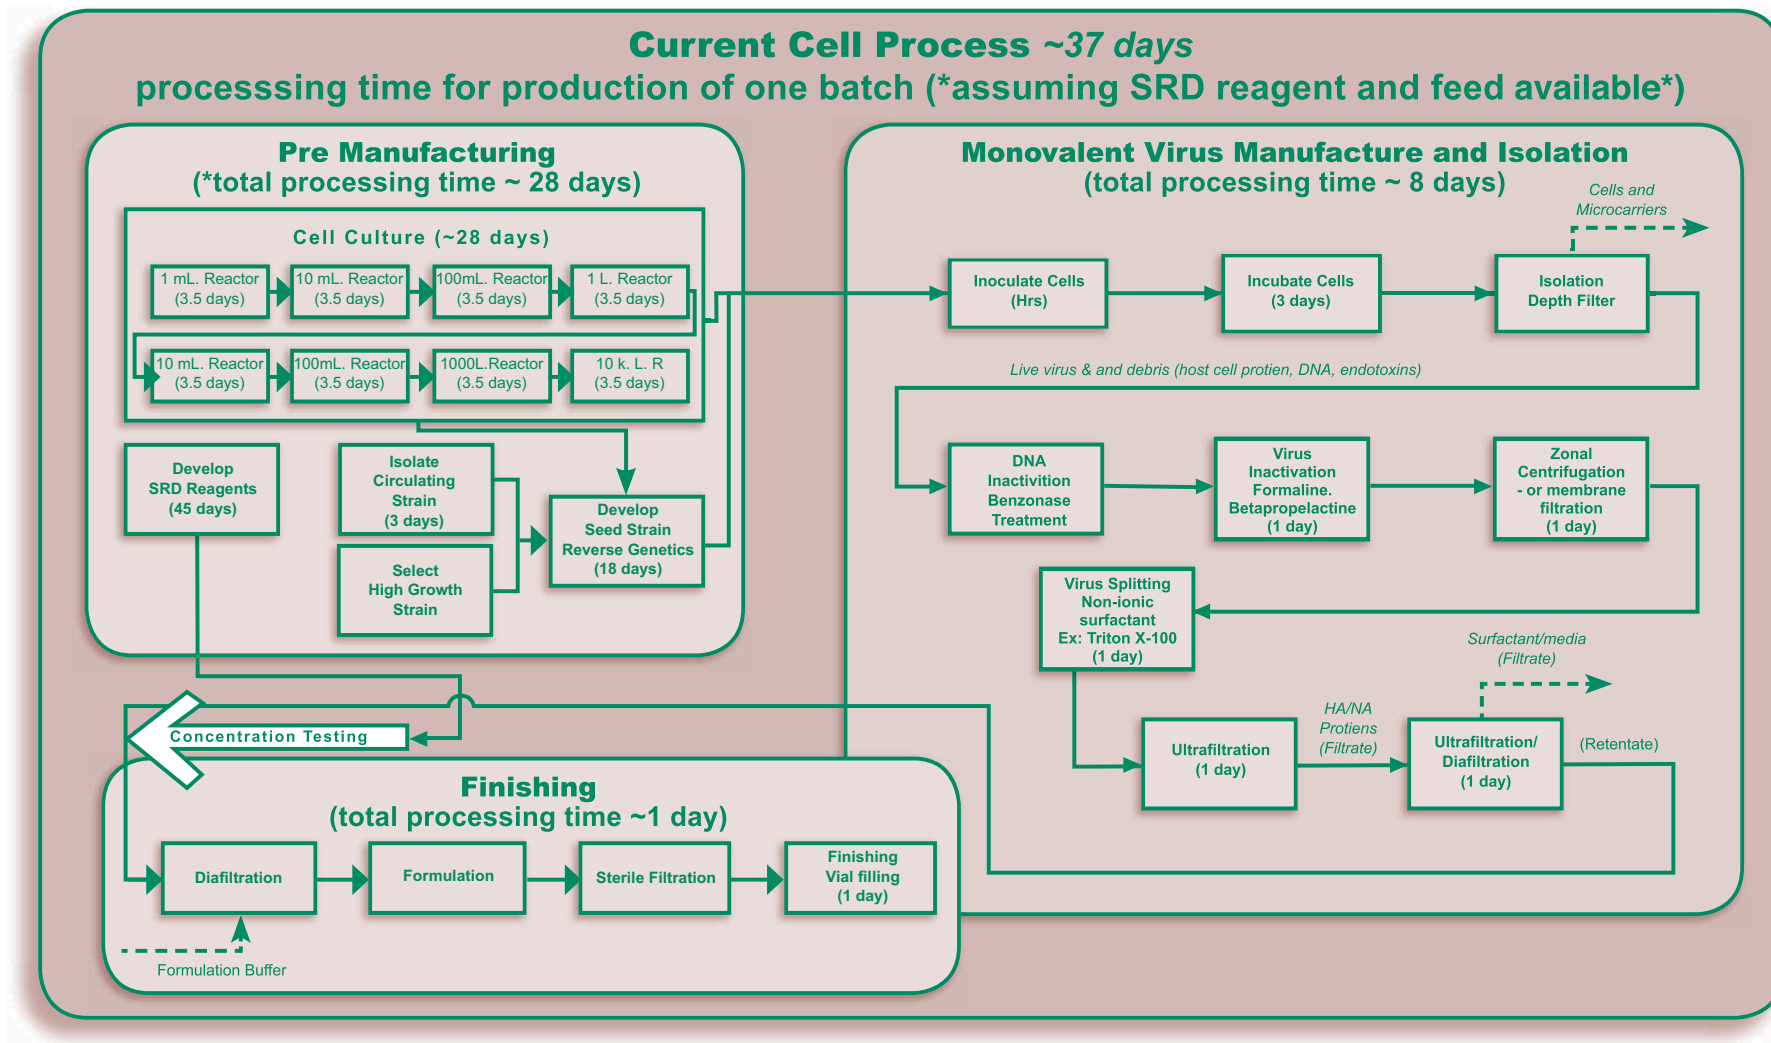 Current Cell Process ~37 days
processsing time for production of one batch (*assuming SRD reagent and feed available*)
Pre Manufacturing
(*total processing time ~ 28 days)
Cell Culture (~28 days)
1 mL. Reactor
(3.5 days)
10 mL. Reactor
(3.5 days)
100mL. Reactor
(3.5 days)
1 L. Reactor
(3.5 days)
10 mL. Reactor
(3.5 days)
100mL. Reactor
(3.5 days)
1000L.Reactor
(3.5 days)
10 k. L. R
(3.5 days)
Develop
SRD Reagents
(45 days)
Isolate
Circulating
Strain
(3 days)
Select
High Growth
Strain
Develop
Seed Strain
Reverse Genetics
(18 days)
Monovalent Virus Manufacture and Isolation
(total processing time ~ 8 days)
Cells and
Microcarriers
Inoculate Cells
(Hrs)
Incubate Cells
(3 days)
Isolation
Depth Filter
Live virus & and debris (host cell protien, DNA, endotoxins)
DNA
Inactivition
Benzonase
Treatment
Virus
Inactivation
Formaline.
Betapropelactine
(1 day)
Zonal
Centrifugation
- or membrane
filtration
(1 day)
Virus Splitting
Non-ionic
surfactant
Ex: Triton X-100
(1 day)
Surfactant/media
(Filtrate)
Ultrafiltration
(1 day)
HA/NA
Protiens
(Filtrate)
Ultrafiltration/
Diafiltration
(1 day)
(Retentate)
Concentration Testing
Finishing
(total processing time ~1 day)
Diafiltration
Formulation
Sterile Filtration
Finishing
Vial filling
(1 day)
Formulation Buffer